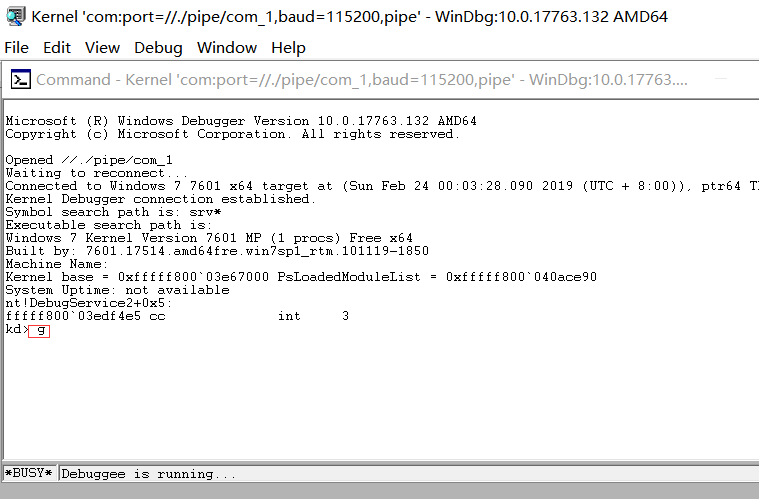 Kernel 'com:port=//./pipe/com_1,baud=115200,pipe' - WinDbg:10.0.17763.132 AMD64
File Edit View Debug Window Help
Command - Kernel 'com:port=//./pipe/com_1,baud=115200,pipe' - WinDbg:10.0.17763....
Microsoft (R) Windows Debugger Version 10.0.17763.132 AMD64
Copyright (c) Microsoft Corporation. All rights reserved.
Opened //./pipe/com_1
Waiting to reconnect...
Connected to Windows 7 7601 x64 target at (Sun Feb 24 00:03:28.090 2019 (UTC + 8:00)), ptr64
Kernel Debugger connection established.
Symbol search path is: srv*
Executable search path is:
Windows 7 Kernel Version 7601 MP (1 procs) Free x64
Built by: 7601.17514.amd64fre.win7sp1_rtm.101119-1850
Machine Name:
Kernel base = 0xfffff800`03e67000 PsLoadedModuleList = 0xfffff800`040ace90
System Uptime: not available
nt!DebugService2+0x5:
fffff800`03edf4e5 cc int 3
kd> g
*BUSY* Debuggee is running...